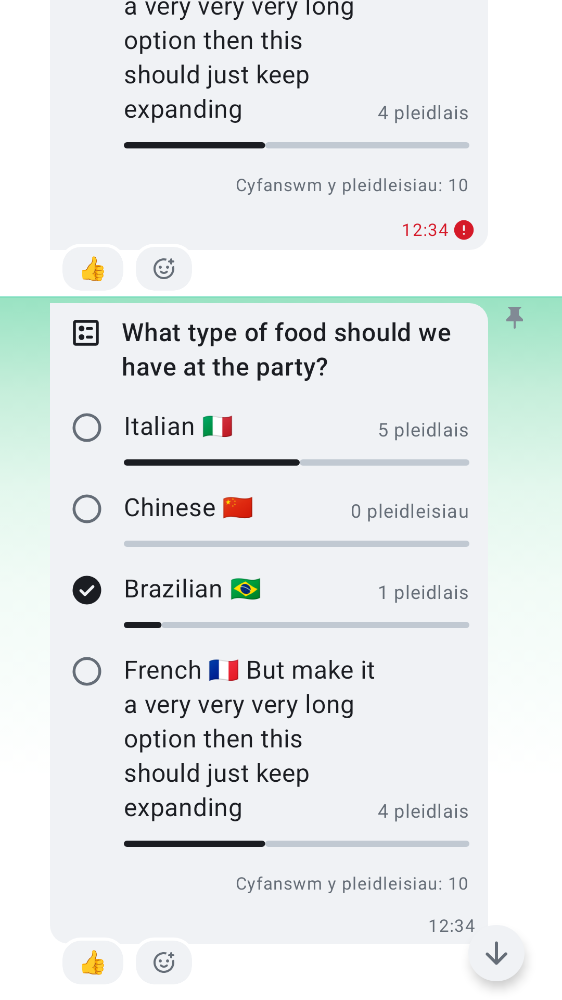 a very very very long
option then this
should just keep
expanding
4 pleidlais
Cyfanswm y pleidleisiau: 10
12:34
What type of food should we
have at the party?
Italian 🇮🇹
5 pleidlais
Chinese 🇨🇳
0 pleidleisiau
Brazilian 🇧🇷
1 pleidlais
French 🇫🇷 But make it
a very very very long
option then this
should just keep
expanding
4 pleidlais
Cyfanswm y pleidleisiau: 10
12:34